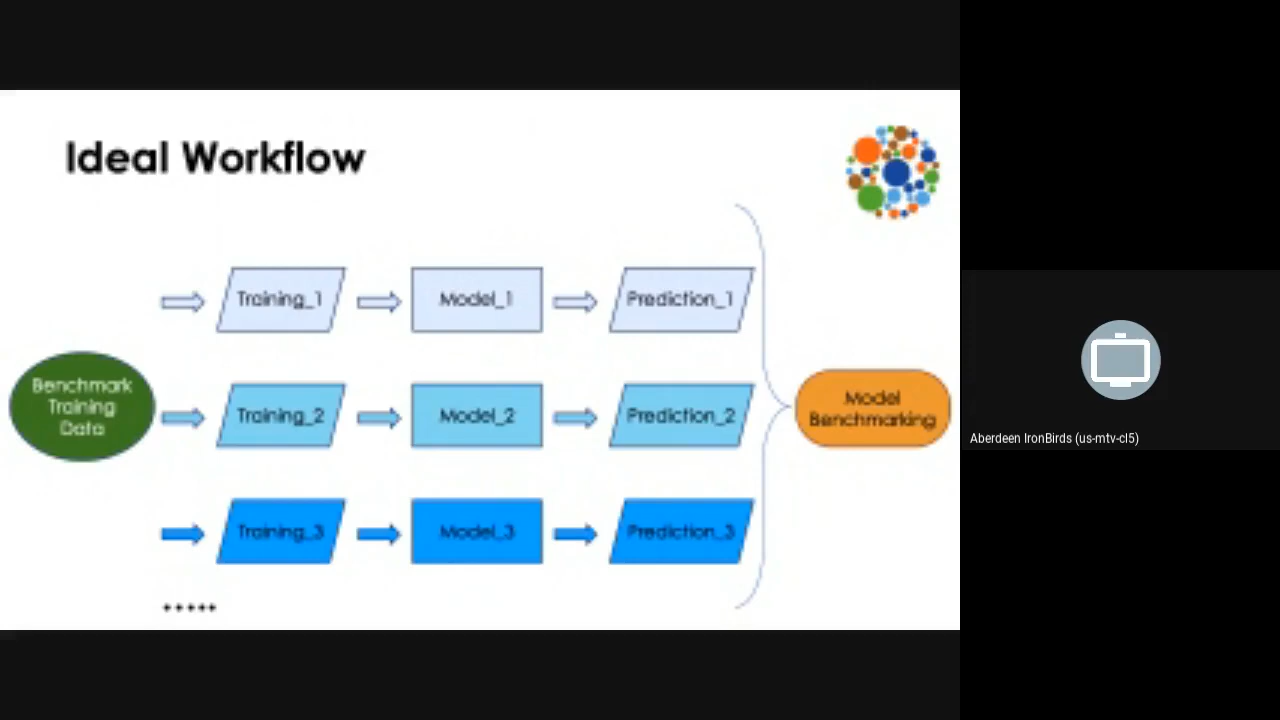 Ideal Workflow
Training_1
Model_1
Prediction_1
Benchmark
Training
Data
Training_2
Model_2
Prediction_2
Model
Benchmarking
Training_3
Model_3
Prediction_3
.....
Aberdeen IronBirds (us-mtv-cl5)